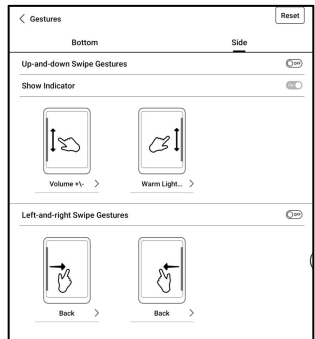 Gestures
Reset
Bottom
Side
Up-and-down Swipe Gestures
OFF
Show Indicator
Volume +\-
Warm Light...
Left-and-right Swipe Gestures
OFF
Back
Back